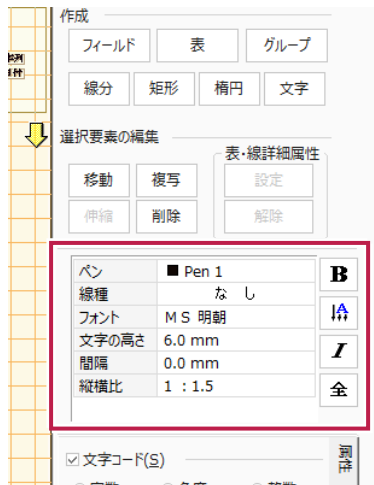 作成
フィールド 表 グループ
線分 矩形 楕円 文字
選択要素の編集
表・線詳細属性
移動 複写 設定
伸縮 削除 解除
ペン ■ Pen 1 B
線種 な し
フォント ＭＳ 明朝 A
文字の高さ 6.0 mm I
間隔 0.0 mm
縦横比 1 : 1.5 全
属性
文字コード(S)